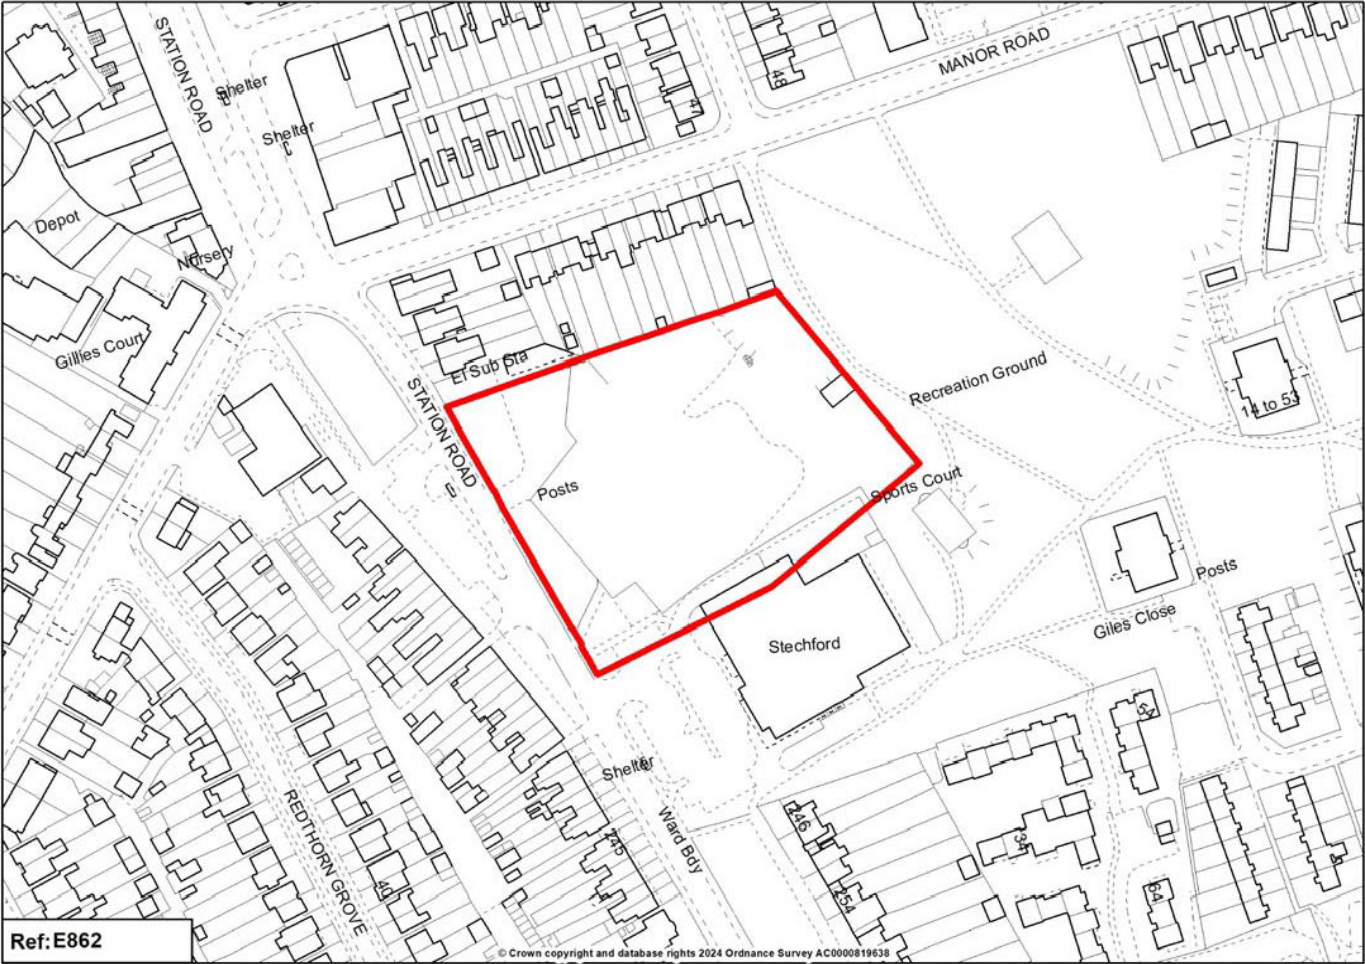 STATION ROAD
Shelter
Shelter
48
47
MANOR ROAD
Depot
Nursery
Gillies Court
El Sub Sta
STATION ROAD
Recreation Ground
14 to 53
Posts
Sports Court
Posts
Giles Close
Stechford
Shelter
54
Ward Bdy
246
245
34
REDTHORN GROVE
40
254
64
Ref: E862
© Crown copyright and database rights 2024 Ordnance Survey AC0000819638